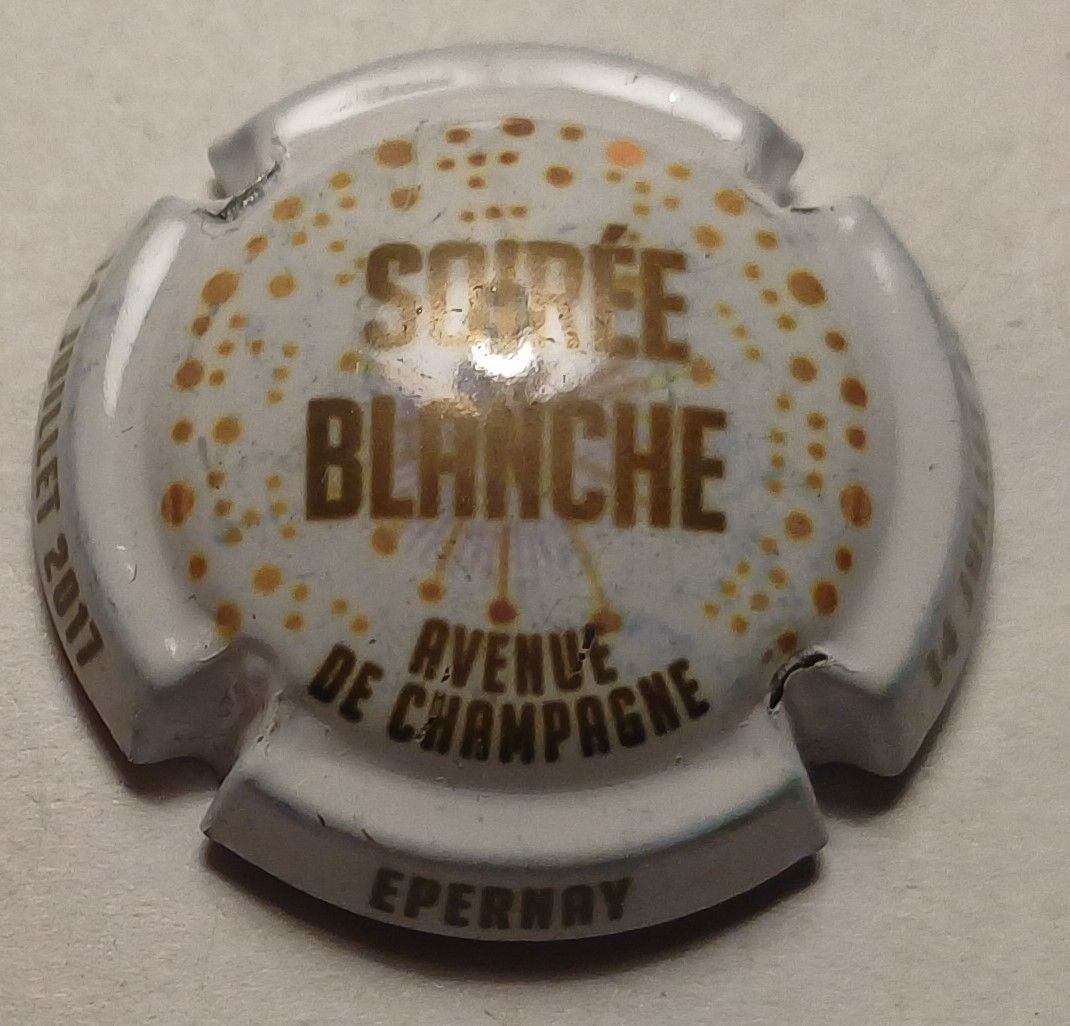 SOIRÉE
BLANCHE
AVENUE
DE CHAMPAGNE
EPERNAY
JUILLET 2017
14